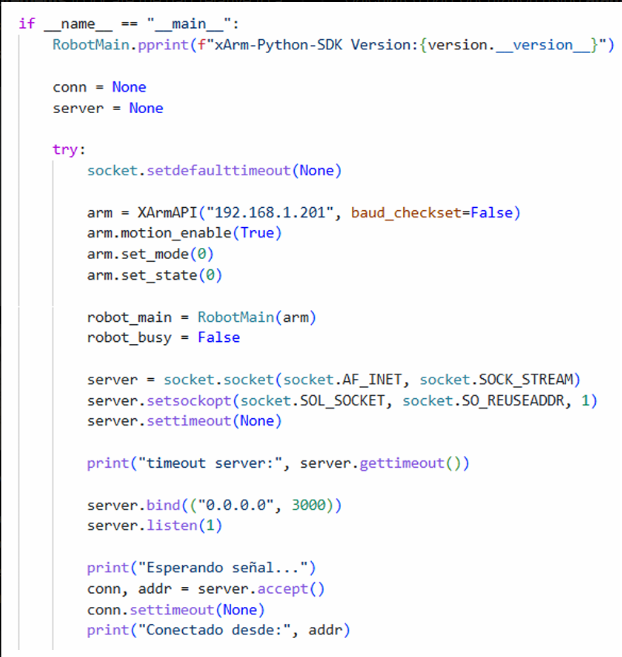 if __name__ == "__main__":
    RobotMain.pprint(f"xArm-Python-SDK Version:{version.__version__}")
    conn = None
    server = None
    try:
        socket.setdefaulttimeout(None)
        arm = XArmAPI("192.168.1.201", baud_checkset=False)
        arm.motion_enable(True)
        arm.set_mode(0)
        arm.set_state(0)
        robot_main = RobotMain(arm)
        robot_busy = False
        server = socket.socket(socket.AF_INET, socket.SOCK_STREAM)
        server.setsockopt(socket.SOL_SOCKET, socket.SO_REUSEADDR, 1)
        server.settimeout(None)
        print("timeout server:", server.gettimeout())
        server.bind(("0.0.0.0", 3000))
        server.listen(1)
        print("Esperando señal...")
        conn, addr = server.accept()
        conn.settimeout(None)
        print("Conectado desde:", addr)